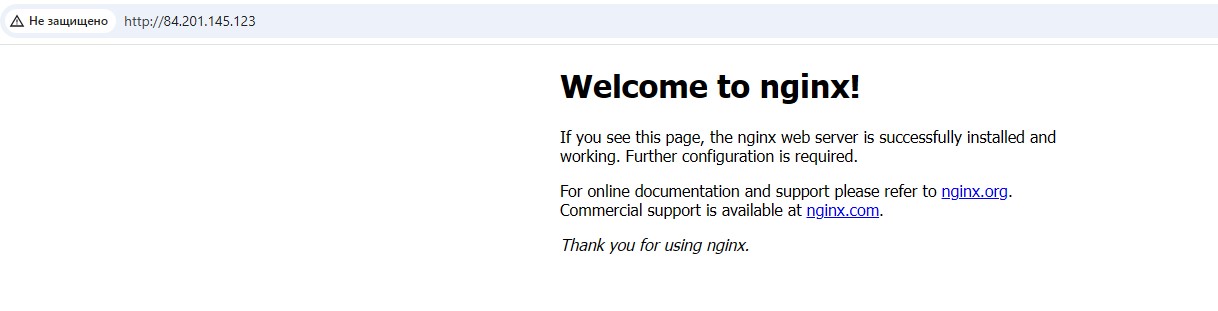 Не защищено http://84.201.145.123
Welcome to nginx!
If you see this page, the nginx web server is successfully installed and
working. Further configuration is required.
For online documentation and support please refer to nginx.org.
Commercial support is available at nginx.com.
Thank you for using nginx.